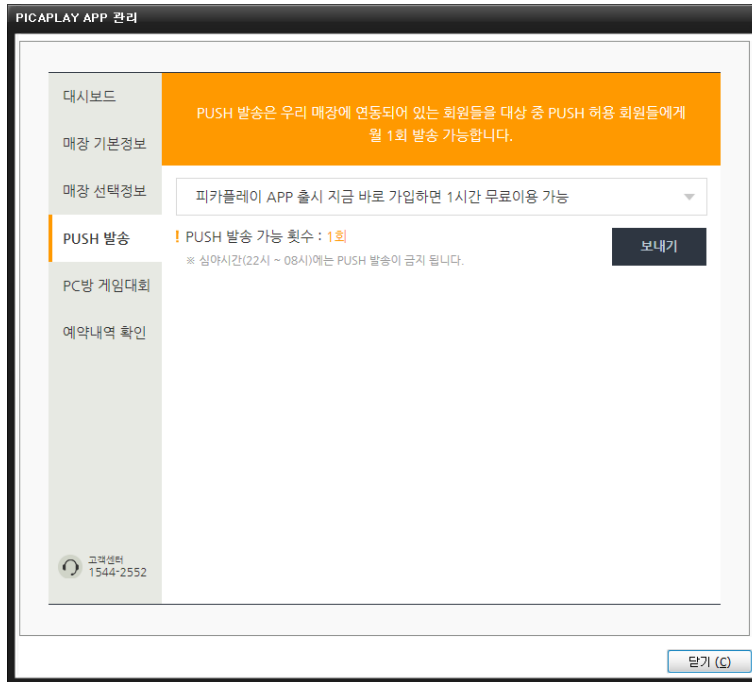 PICAPLAY APP 관리
대시보드
매장 기본정보
매장 선택정보
PUSH 발송
PC방 게임대회
예약내역 확인
고객센터
1544-2552
PUSH 발송은 우리 매장에 연동되어 있는 회원들을 대상 중 PUSH 허용 회원들에게
월 1회 발송 가능합니다.
피카플레이 APP 출시 지금 바로 가입하면 1시간 무료이용 가능
! PUSH 발송 가능 횟수 : 1회
※ 심야시간(22시 ~ 08시)에는 PUSH 발송이 금지 됩니다.
보내기
닫기 (C)